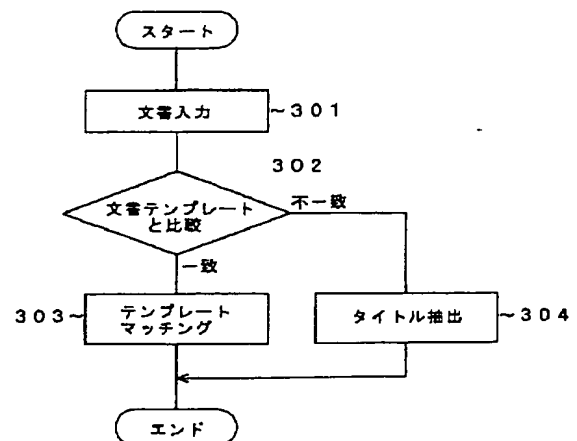 スタート
文書入力 ~301
302
文書テンプレート
と比較
不一致
一致
303~ テンプレート
マッチング
タイトル抽出 ~304
エンド